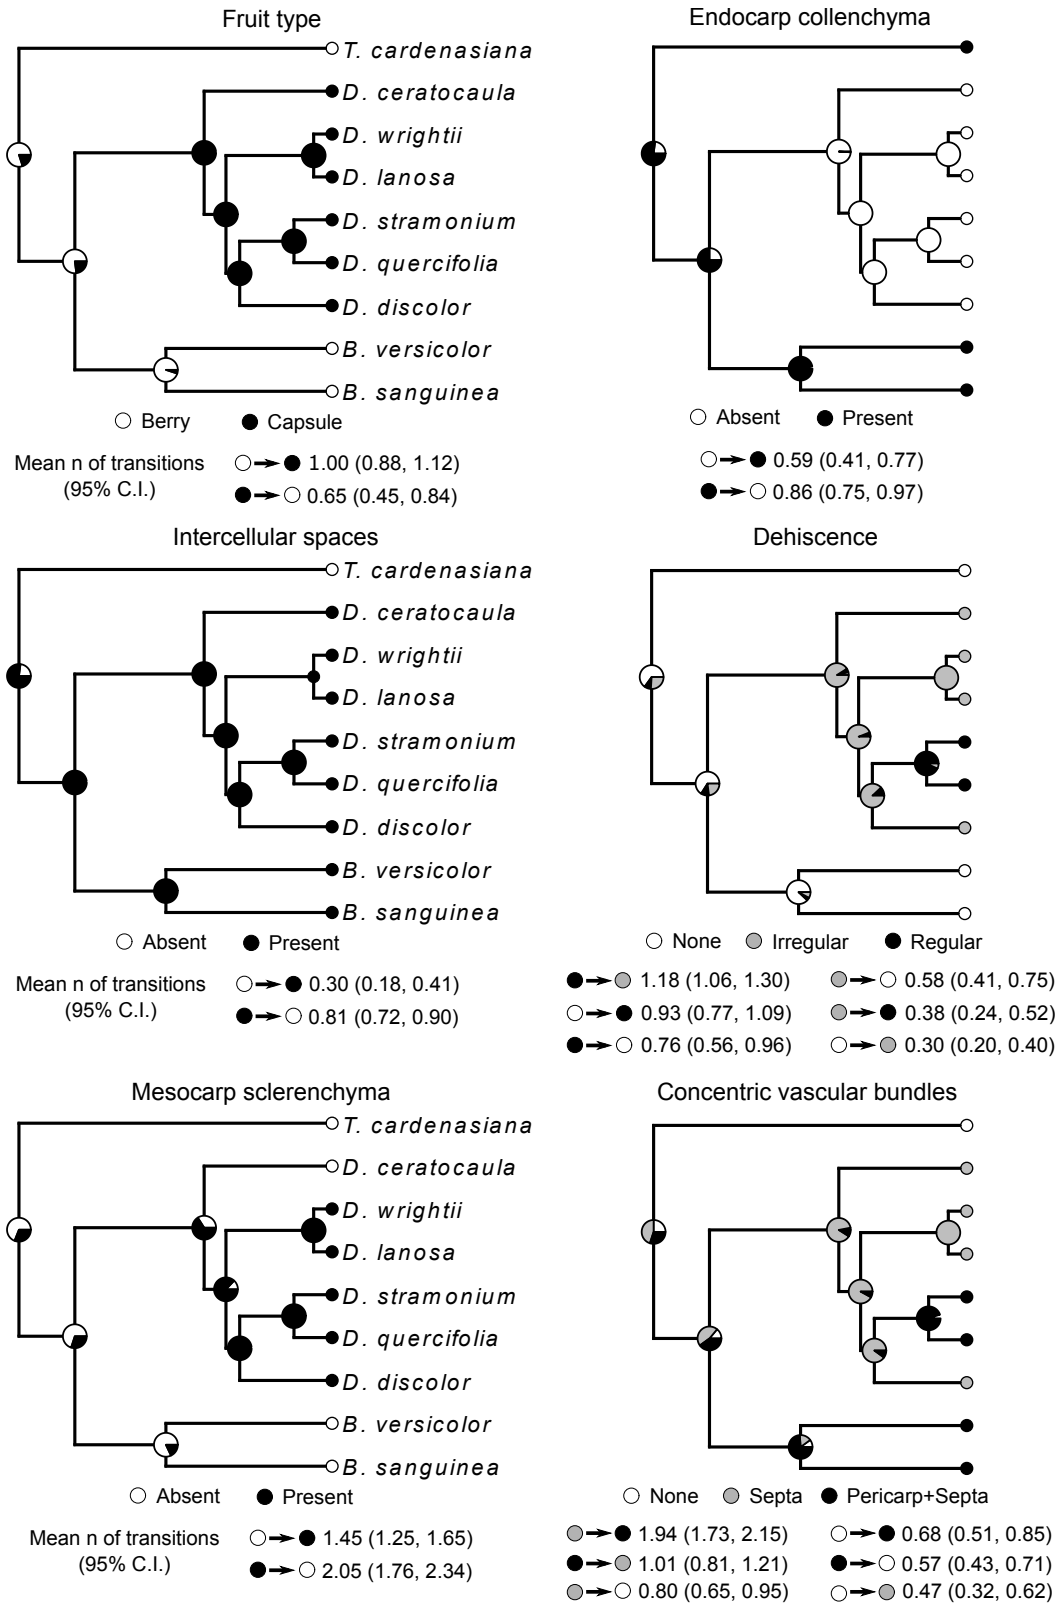 Fruit type
T. cardenasiana
D. ceratocaula
D. wrightii
D. lanosa
D. stramonium
D. quercifolia
D. discolor
B. versicolor
B. sanguinea
Berry Capsule
Mean n of transitions
(95% C.I.)
1.00 (0.88, 1.12)
0.65 (0.45, 0.84)
Endocarp collenchyma
Absent Present
0.59 (0.41, 0.77)
0.86 (0.75, 0.97)
Intercellular spaces
T. cardenasiana
D. ceratocaula
D. wrightii
D. lanosa
D. stramonium
D. quercifolia
D. discolor
B. versicolor
B. sanguinea
Absent Present
Mean n of transitions
(95% C.I.)
0.30 (0.18, 0.41)
0.81 (0.72, 0.90)
Dehiscence
None Irregular Regular
1.18 (1.06, 1.30) 0.58 (0.41, 0.75)
0.93 (0.77, 1.09) 0.38 (0.24, 0.52)
0.76 (0.56, 0.96) 0.30 (0.20, 0.40)
Mesocarp sclerenchyma
T. cardenasiana
D. ceratocaula
D. wrightii
D. lanosa
D. stramonium
D. quercifolia
D. discolor
B. versicolor
B. sanguinea
Absent Present
Mean n of transitions
(95% C.I.)
1.45 (1.25, 1.65)
2.05 (1.76, 2.34)
Concentric vascular bundles
None Septa Pericarp+Septa
1.94 (1.73, 2.15) 0.68 (0.51, 0.85)
1.01 (0.81, 1.21) 0.57 (0.43, 0.71)
0.80 (0.65, 0.95) 0.47 (0.32, 0.62)